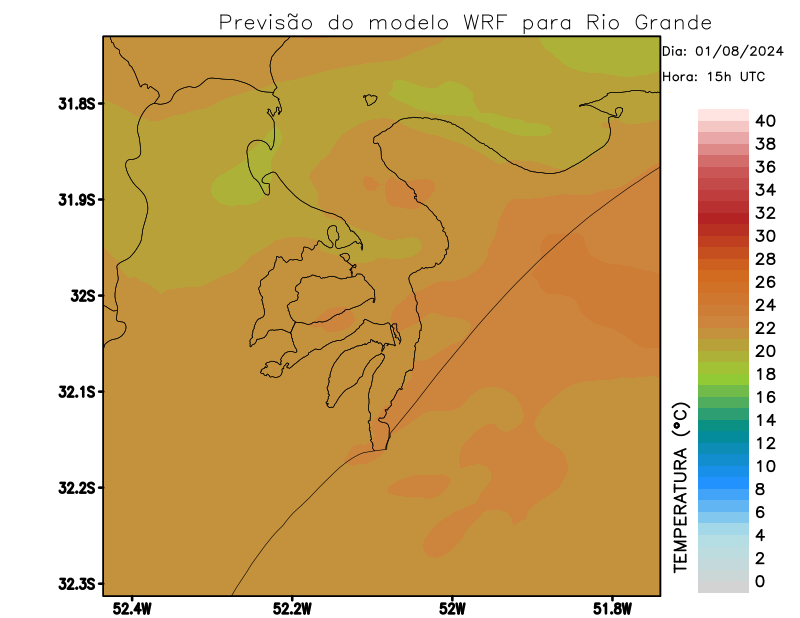 Previsão do modelo WRF para Rio Grande
Dia: 01/08/2024
Hora: 15h UTC
31.8S
31.9S
32S
32.1S
32.2S
32.3S
52.4W
52.2W
52W
51.8W
TEMPERATURA (°C)
40
38
36
34
32
30
28
26
24
22
20
18
16
14
12
10
8
6
4
2
0